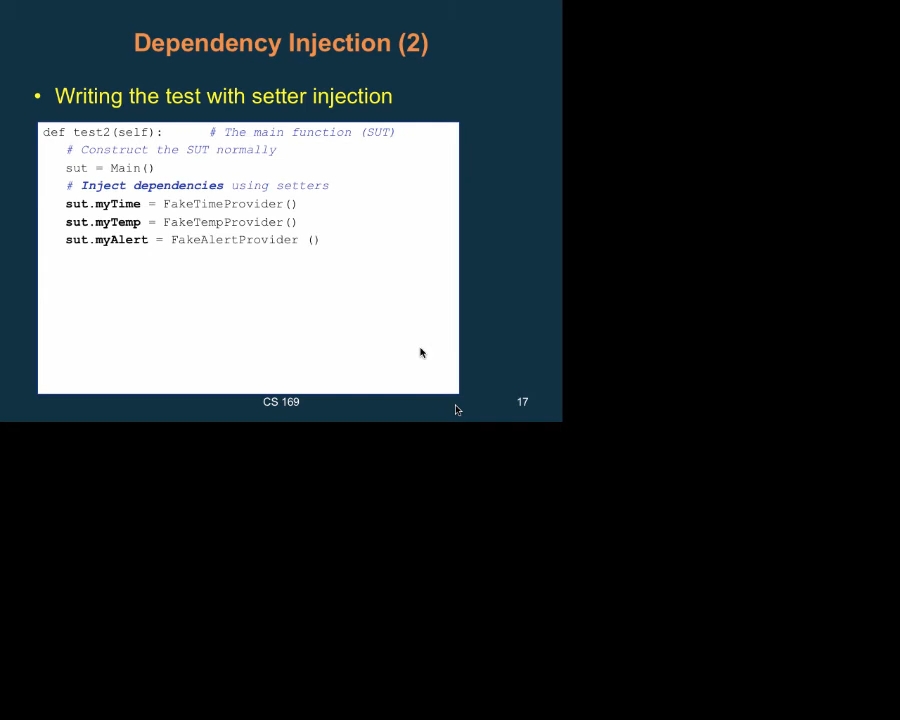 Dependency Injection (2)
• Writing the test with setter injection
def test2(self): # The main function (SUT)
# Construct the SUT normally
sut = Main()
# Inject dependencies using setters
sut.myTime = FakeTimeProvider()
sut.myTemp = FakeTempProvider()
sut.myAlert = FakeAlertProvider ()
CS 169
17